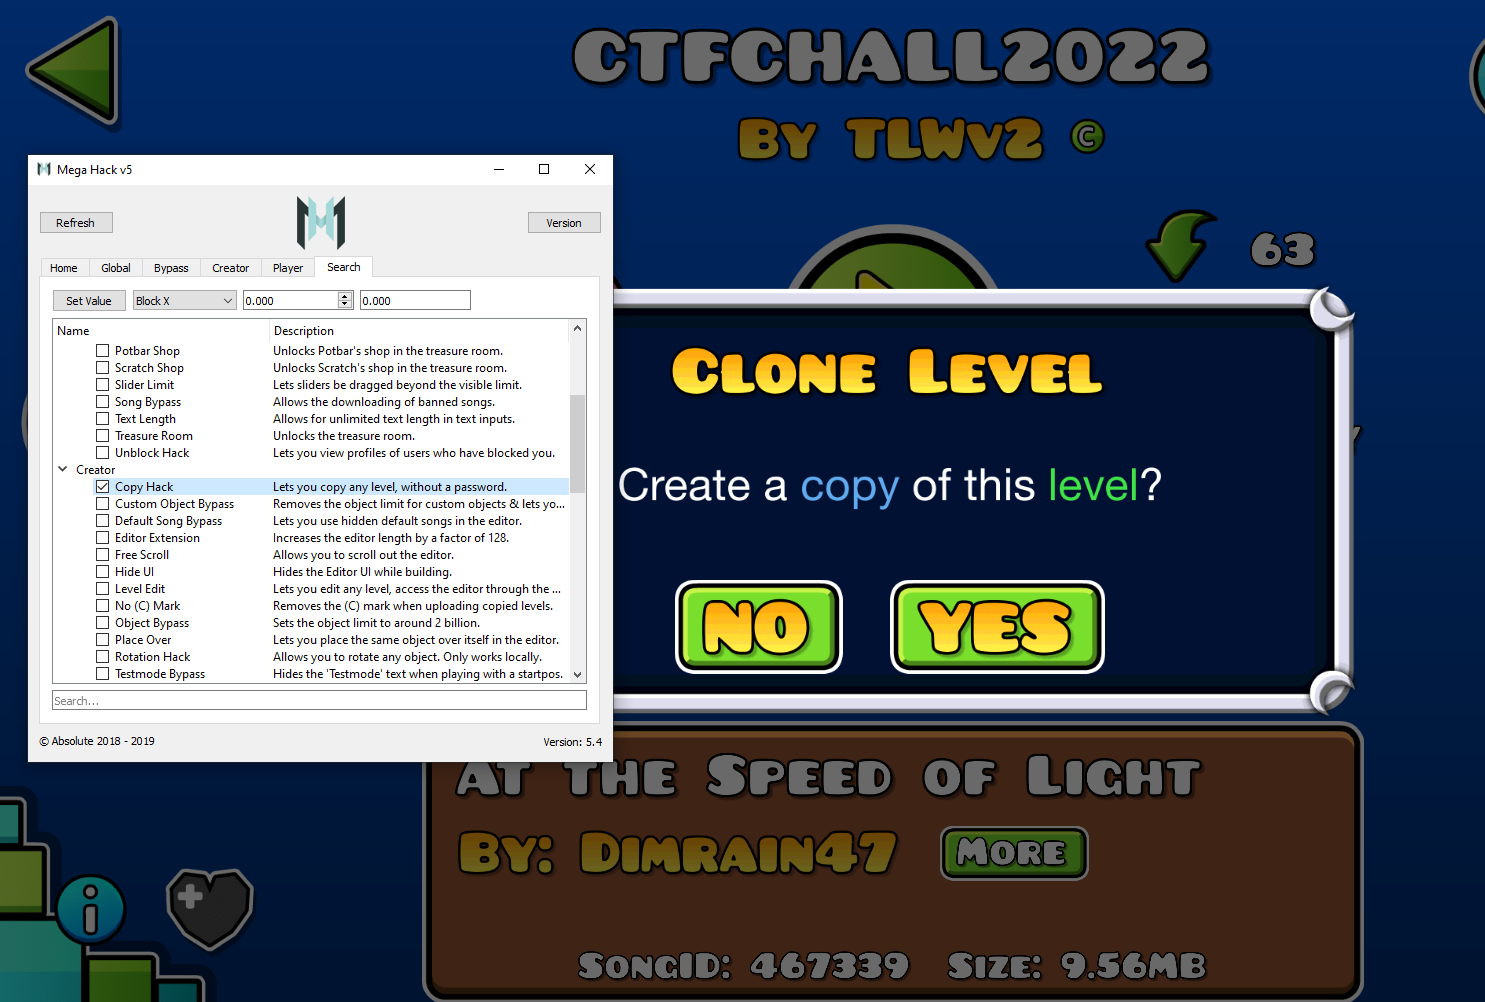 CTFCHALL2022
By TLWv2 ©
Mega Hack v5
Refresh
Version
63
Home Global Bypass Creator Player Search
Set Value Block X 0.000 0.000
Name Description
Potbar Shop Unlocks Potbar's shop in the treasure room.
Scratch Shop Unlocks Scratch's shop in the treasure room.
Slider Limit Lets sliders be dragged beyond the visible limit.
Song Bypass Allows the downloading of banned songs.
Text Length Allows for unlimited text length in text inputs.
Treasure Room Unlocks the treasure room.
Unblock Hack Lets you view profiles of users who have blocked you.
Creator
Copy Hack Lets you copy any level, without a password.
Custom Object Bypass Removes the object limit for custom objects & lets yo...
Default Song Bypass Lets you use hidden default songs in the editor.
Editor Extension Increases the editor length by a factor of 128.
Free Scroll Allows you to scroll out the editor.
Hide UI Hides the Editor UI while building.
Level Edit Lets you edit any level, access the editor through the ...
No (C) Mark Removes the (C) mark when uploading copied levels.
Object Bypass Sets the object limit to around 2 billion.
Place Over Lets you place the same object over itself in the editor.
Rotation Hack Allows you to rotate any object. Only works locally.
Testmode Bypass Hides the 'Testmode' text when playing with a startpos.
Search...
© Absolute 2018 - 2019 Version: 5.4
Clone Level
Create a copy of this level?
NO YES
At the Speed of Light
By: Dimrain47 More
SongID: 467339 Size: 9.56MB